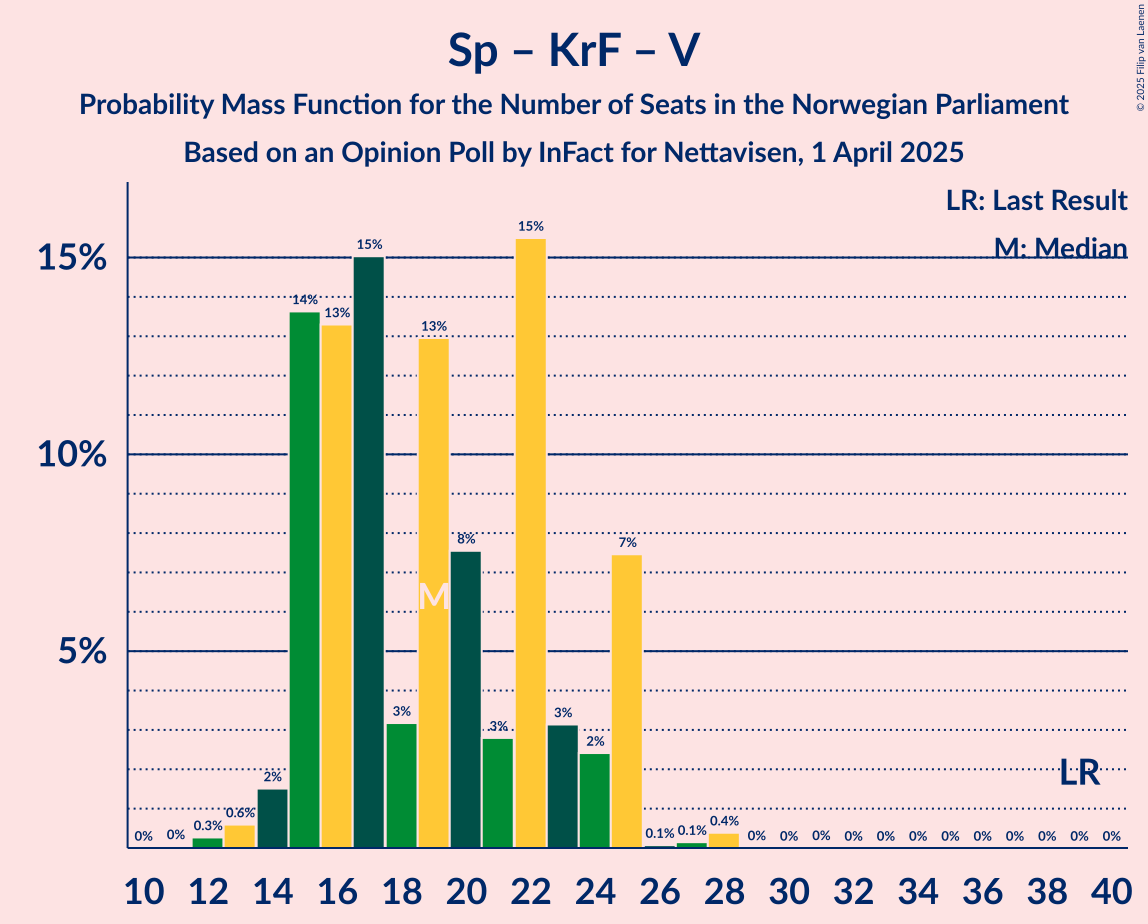 Sp – KrF – V
Probability Mass Function for the Number of Seats in the Norwegian Parliament
Based on an Opinion Poll by InFact for Nettavisen, 1 April 2025
© 2025 Filip van Laenen
LR: Last Result
M: Median
15%
10%
5%
0% 0% 0.3% 0.6% 2% 14% 13% 15% 3% 13% 8% 3% 15% 3% 2% 7% 0.1% 0.1% 0.4% 0% 0% 0% 0% 0% 0% 0% 0% 0% 0% 0% 0%
M
LR
10 12 14 16 18 20 22 24 26 28 30 32 34 36 38 40